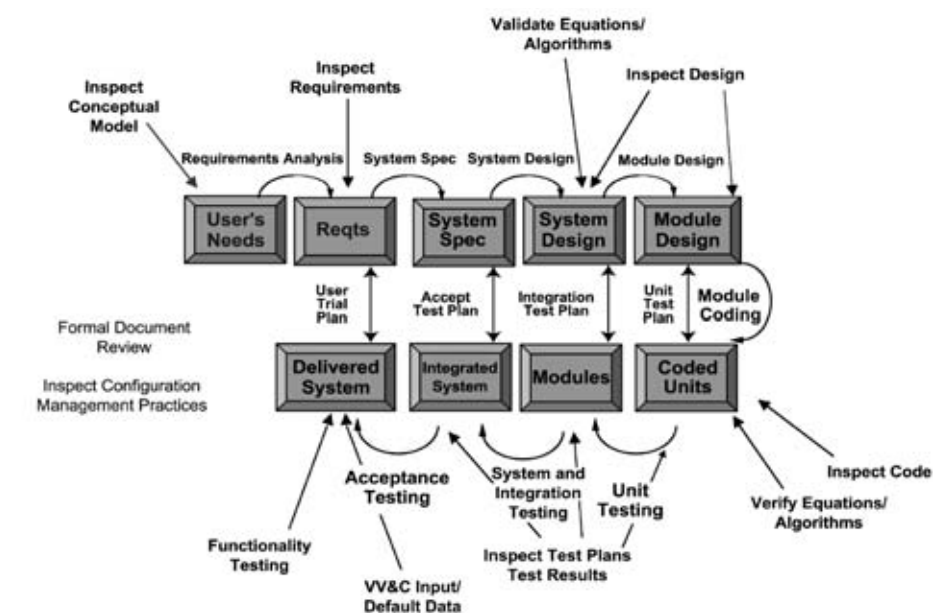 Validate Equations/
Algorithms
Inspect
Requirements
Inspect Design
Inspect
Conceptual
Model
Requirements Analysis
System Spec
System Design
Module Design
User's
Needs
Reqts
System
Spec
System
Design
Module
Design
User
Trial
Plan
Accept
Test Plan
Integration
Test Plan
Unit
Test
Plan
Module
Coding
Formal Document
Review
Inspect Configuration
Management Practices
Delivered
System
Integrated
System
Modules
Coded
Units
Acceptance
Testing
System and
Integration
Testing
Unit
Testing
Inspect Code
Verify Equations/
Algorithms
Functionality
Testing
Inspect Test Plans
Test Results
VV&C Input/
Default Data